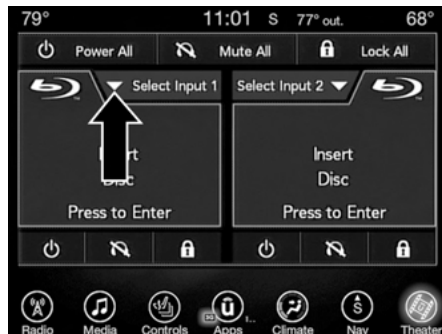 79° 11:01 S 77° out. 68°
Power All Mute All Lock All
Select Input 1 Select Input 2
Insert
Disc
Press to Enter
Insert
Disc
Press to Enter
Radio Media Controls Apps Climate Nav Theater